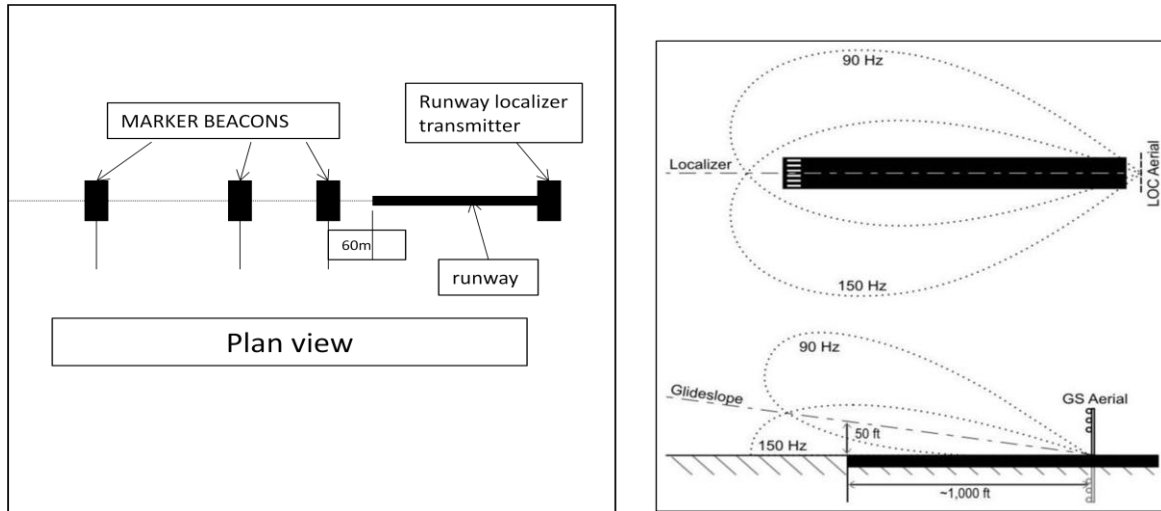 MARKER BEACONS
Runway localizer
transmitter
60m
runway
Plan view
90 Hz
Localizer
LOC Aerial
150 Hz
90 Hz
Glideslope
GS Aerial
50 ft
150 Hz
~1,000 ft